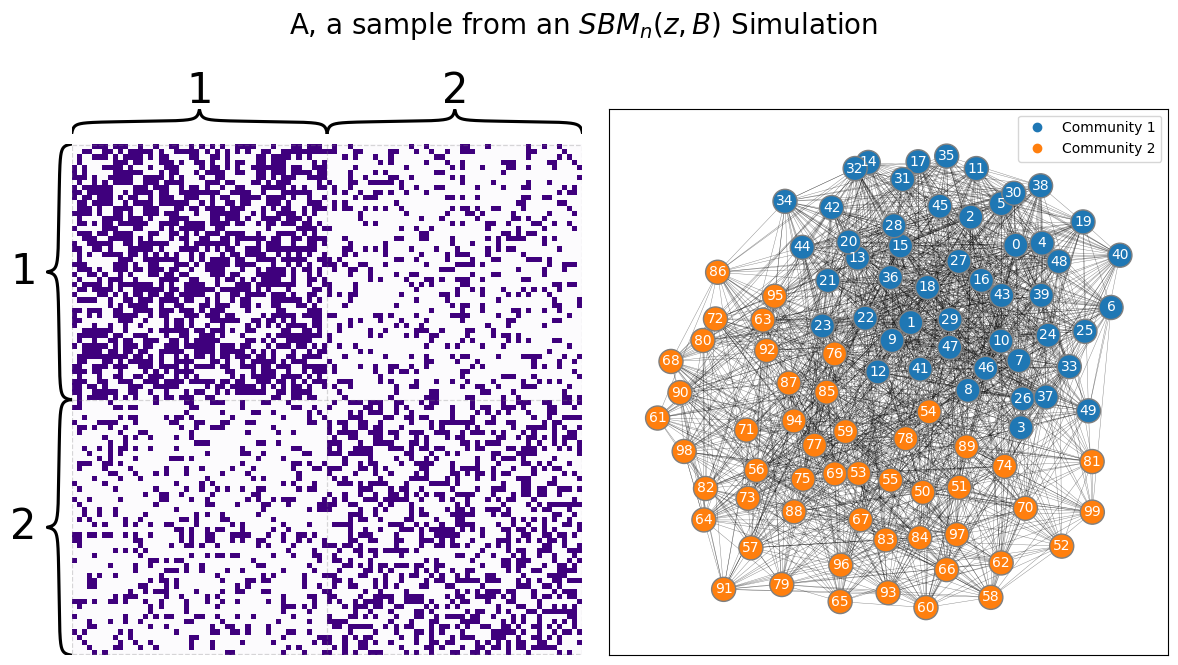 A, a sample from an SBM_n(z, B) Simulation
1
2
1
2
Community 1
Community 2
32 14 17 35 11
31 30 38
34 42 45 5 2 19
28
44 20 15 0 4 40
13 27 48
86 21 36 18 16
95 43 39 6
72 63 23 22 1 29 24 25
80 92 76 9 47 10
68 12 41 46 7 33
90 87 85 8 26 37
61 94 54 3 49
71 59 78
98 77 89 81
56 75 69 53 74
82 73 55 50 51
64 88 67 70 99
57 83 84 97 52
96 66 62
91 79 65 93 60 58